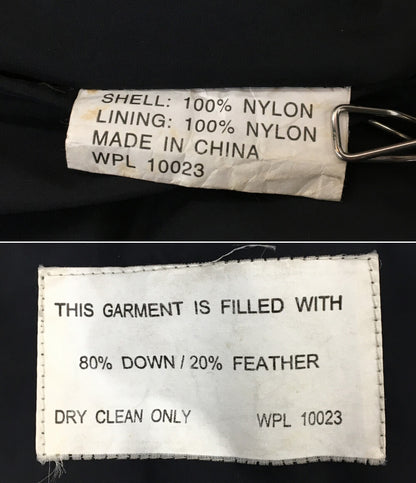 SHELL: 100% NYLON
LINING: 100% NYLON
MADE IN CHINA
WPL 10023
THIS GARMENT IS FILLED WITH
80% DOWN / 20% FEATHER
DRY CLEAN ONLY WPL 10023